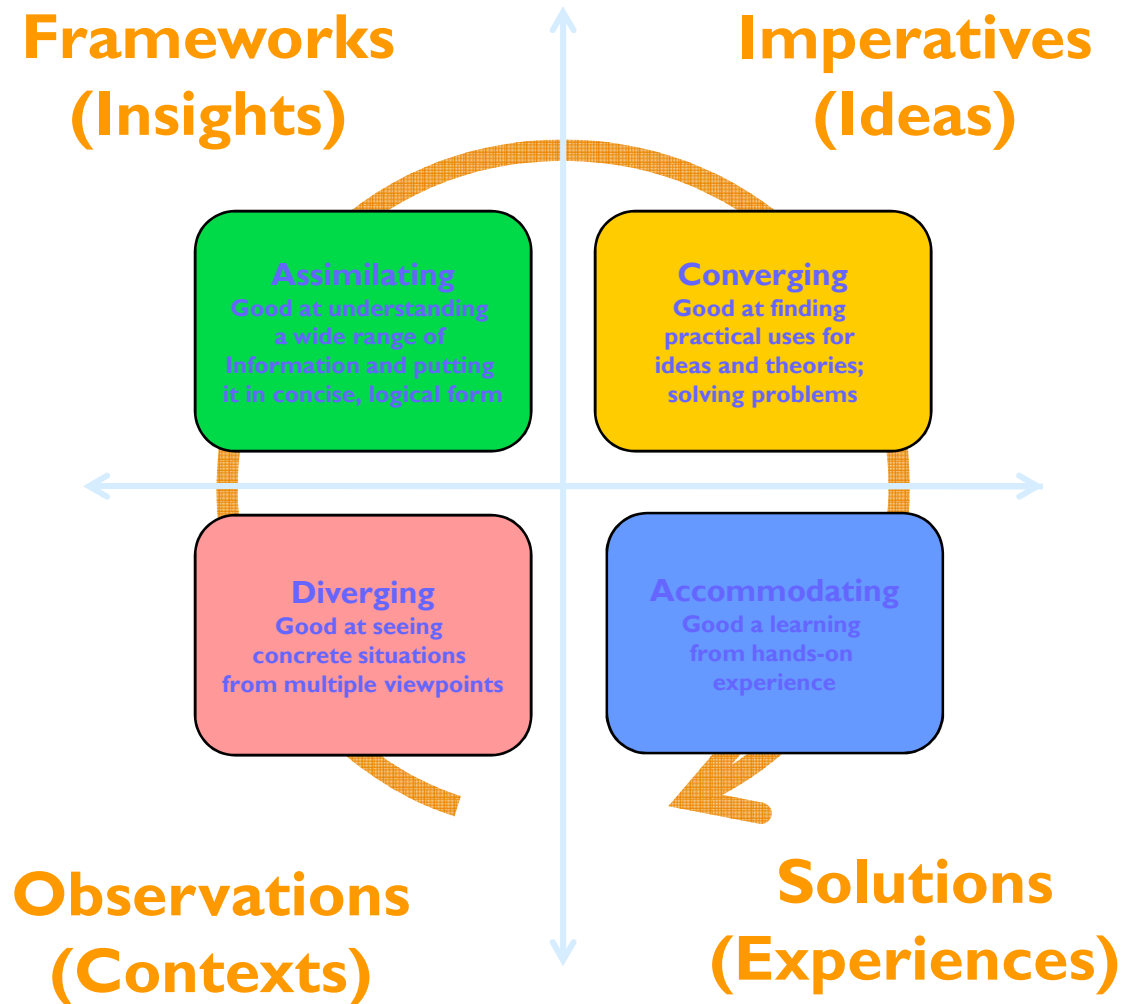 Frameworks
(Insights)
Imperatives
(Ideas)
Assimilating
Good at understanding
a wide range of
Information and putting
it in concise, logical form
Converging
Good at finding
practical uses for
ideas and theories;
solving problems
Diverging
Good at seeing
concrete situations
from multiple viewpoints
Accommodating
Good a learning
from hands-on
experience
Observations
(Contexts)
Solutions
(Experiences)